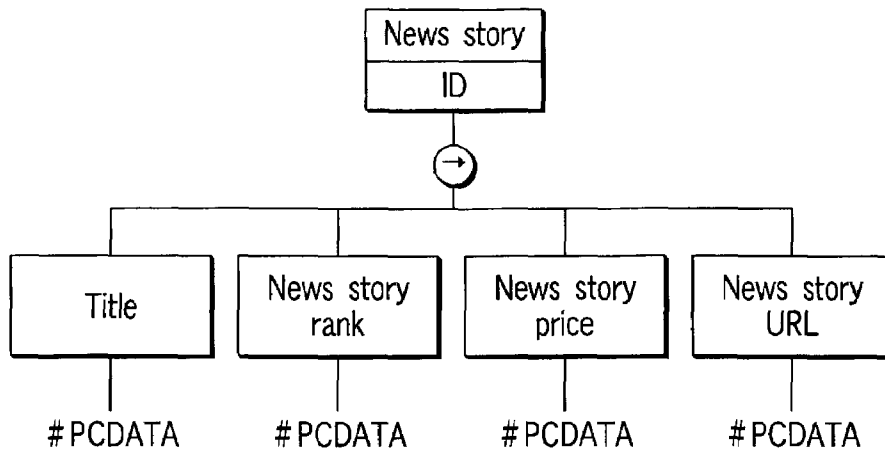 News story
ID
→
Title
News story
rank
News story
price
News story
URL
#PCDATA
#PCDATA
#PCDATA
#PCDATA